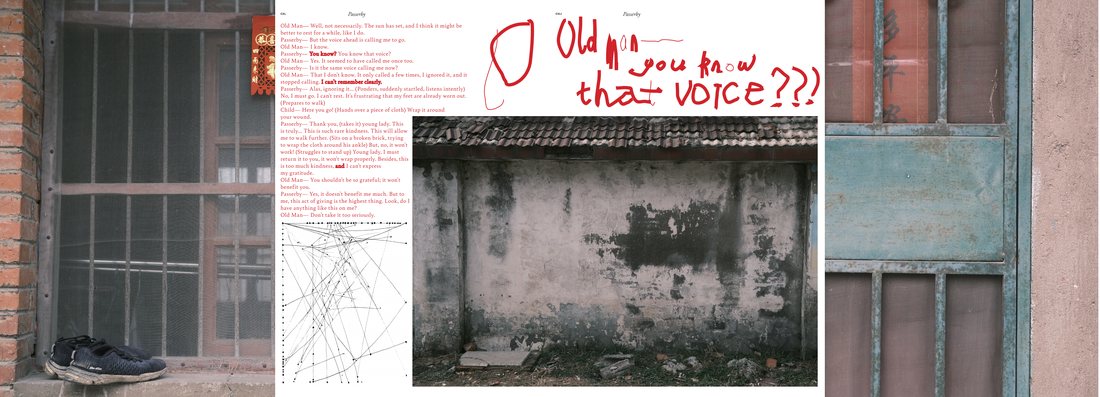 Passerby
Old Man— Well, not necessarily. The sun has set, and I think it might be
better to rest for a while, like I do.
Passerby— But the voice ahead is calling me to go.
Old Man— I know.
Passerby— You know? You know that voice?
Old Man— Yes. It seemed to have called me once too.
Passerby— Is it the same voice calling me now?
Old Man— That I don't know. It only called a few times, I ignored it, and it
stopped calling. I can't remember clearly.
Passerby— Alas, ignoring it... (Ponders, suddenly startled, listens intently)
No, I must go. I can't rest. It's frustrating that my feet are already worn out.
(Prepares to walk)
Child— Here you go! (Hands over a piece of cloth) Wrap it around
your wound.
Passerby— Thank you, (takes it) young lady. This
is truly... This is such rare kindness. This will allow
me to walk further. (Sits on a broken brick, trying
to wrap the cloth around his ankle) But, no, it won't
work! (Struggles to stand up) Young lady, I must
return it to you, it won't wrap properly. Besides, this
is too much kindness, and I can't express
my gratitude.
Old Man— You shouldn't be so grateful; it won't
benefit you.
Passerby— Yes, it doesn't benefit me much. But to
me, this act of giving is the highest thing. Look, do I
have anything like this on me?
Old Man— Don't take it too seriously.
Passerby
Old man—
you know
that VOICE???